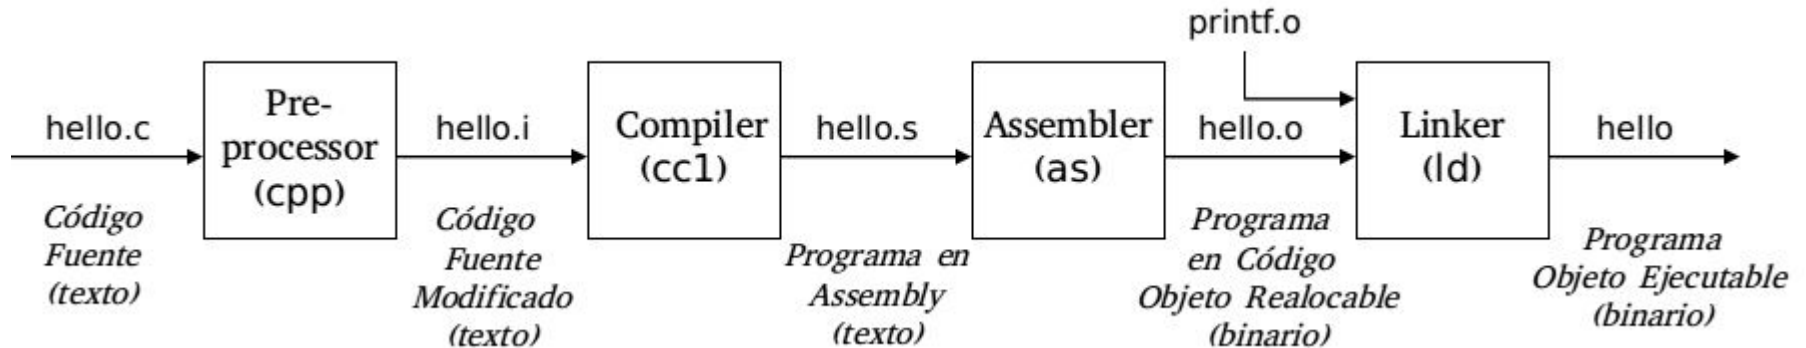 printf.o
hello.c
Pre-
processor
(cpp)
hello.i
Compiler
(cc1)
hello.s
Assembler
(as)
hello.o
Linker
(ld)
hello
Código
Fuente
(texto)
Código
Fuente
Modificado
(texto)
Programa en
Assembly
(texto)
Programa
en Código
Objeto Realocable
(binario)
Programa
Objeto Ejecutable
(binario)